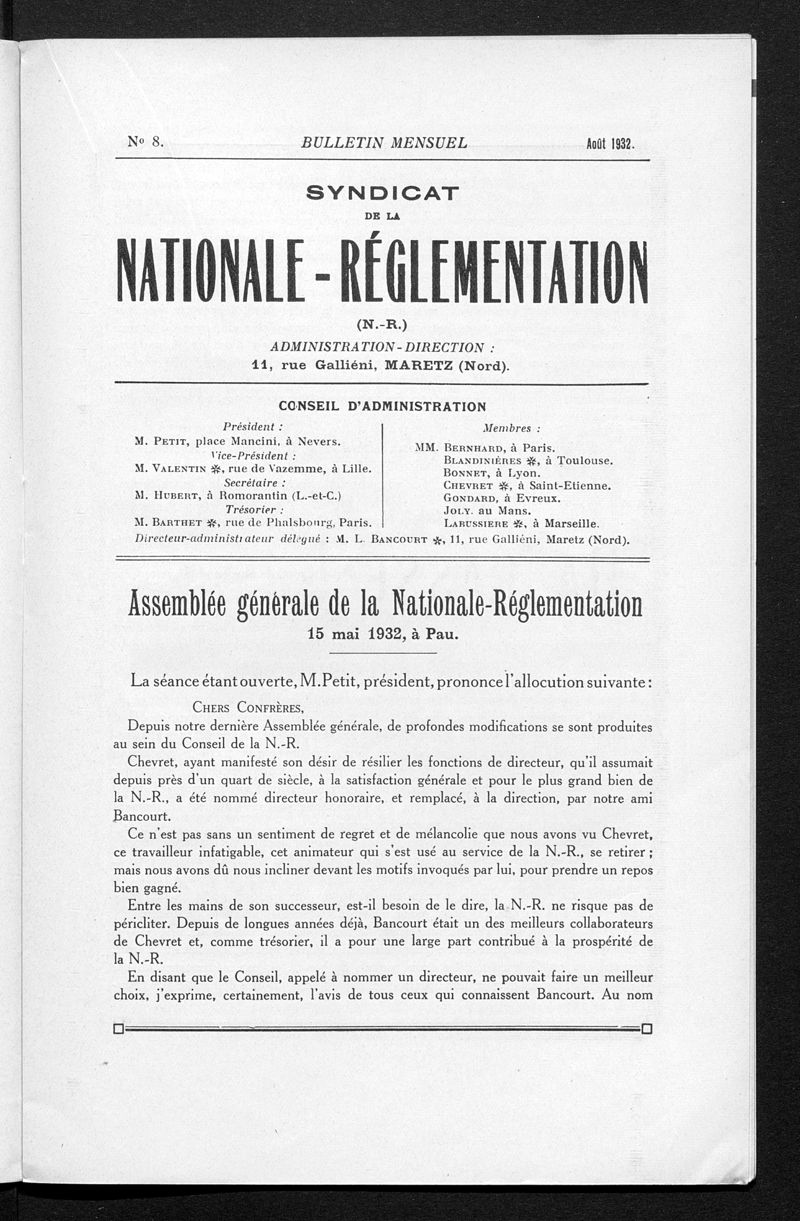 No 8. BULLETIN MENSUEL Août 1932.
SYNDICAT
DE LA
NATIONALE-RÉGLEMENTATION
(N.-R.)
ADMINISTRATION-DIRECTION :
11, rue Galliéni, MARETZ (Nord).
CONSEIL D'ADMINISTRATION
Président :
M. PETIT, place Mancini, à Nevers.
Vice-Président :
M. VALENTIN ✻, rue de Vazemme, à Lille.
Secrétaire :
M. HUBERT, à Romorantin (L.-et-C.)
Trésorier :
M. BARTHET ✻, rue de Phalsbourg, Paris.
Membres :
MM. BERNHARD, à Paris.
BLANDINIÈRES ✻, à Toulouse.
BONNET, à Lyon.
CHEVRET ✻, à Saint-Etienne.
GONDARD, à Evreux.
JOLY, au Mans.
LARUSSIERE ✻, à Marseille.
Directeur-administrateur délégué : M. L. BANCOURT ✻, 11, rue Galliéni, Maretz (Nord).
Assemblée générale de la Nationale-Réglementation
15 mai 1932, à Pau.
La séance étant ouverte, M. Petit, président, prononce l'allocution suivante :
CHERS CONFRÈRES,
Depuis notre dernière Assemblée générale, de profondes modifications se sont produites
au sein du Conseil de la N.-R.
Chevret, ayant manifesté son désir de résilier les fonctions de directeur, qu'il assumait
depuis près d'un quart de siècle, à la satisfaction générale et pour le plus grand bien de
la N.-R., a été nommé directeur honoraire, et remplacé, à la direction, par notre ami
Bancourt.
Ce n'est pas sans un sentiment de regret et de mélancolie que nous avons vu Chevret,
ce travailleur infatigable, cet animateur qui s'est usé au service de la N.-R., se retirer ;
mais nous avons dû nous incliner devant les motifs invoqués par lui, pour prendre un repos
bien gagné.
Entre les mains de son successeur, est-il besoin de le dire, la N.-R. ne risque pas de
péricliter. Depuis de longues années déjà, Bancourt était un des meilleurs collaborateurs
de Chevret et, comme trésorier, il a pour une large part contribué à la prospérité de
la N.-R.
En disant que le Conseil, appelé à nommer un directeur, ne pouvait faire un meilleur
choix, j'exprime, certainement, l'avis de tous ceux qui connaissent Bancourt. Au nom